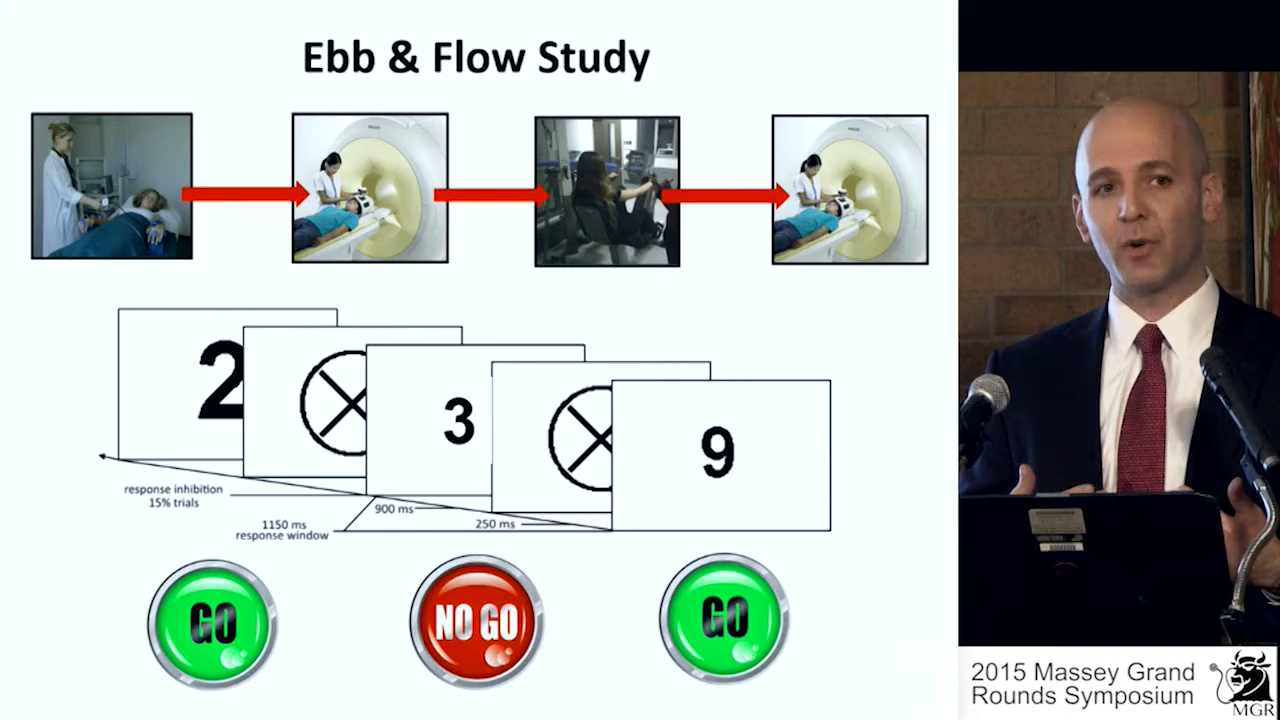 Ebb & Flow Study
2
3
9
response inhibition
15% trials
900 ms
1150 ms
response window
250 ms
GO
NO GO
GO
2015 Massey Grand
Rounds Symposium
MGR